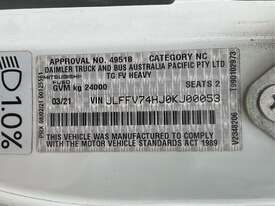 APPROVAL NO. 49518 CATEGORY NC
DAIMLER TRUCK AND BUS AUSTRALIA PACIFIC PTY LTD
MITSUBISHI FUSO TG FV HEAVY
GVM kg 24000 SEATS 2
03/21 VIN JLFFV74HJ0KJ00053
THIS VEHICLE WAS MANUFACTURED TO COMPLY WITH
THE MOTOR VEHICLE STANDARDS ACT 1989
1.0%
V2348206